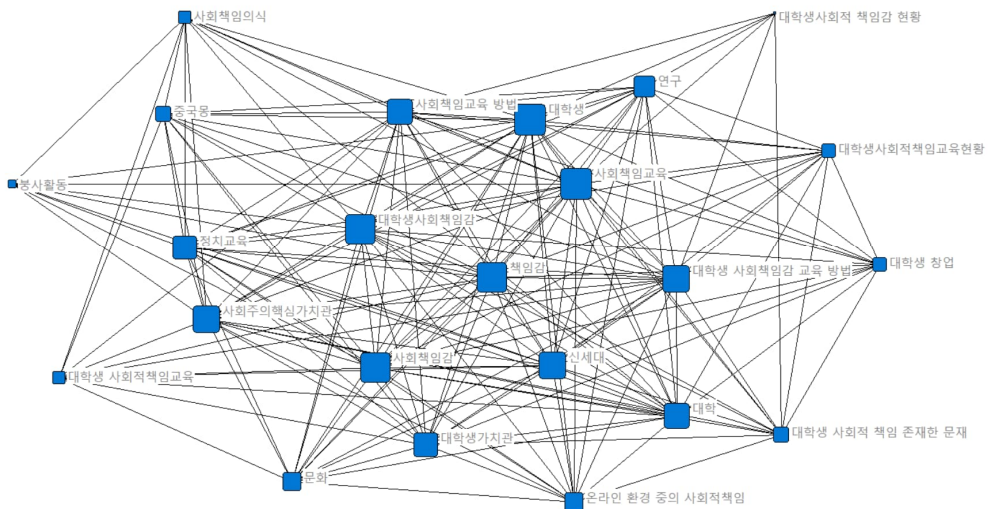 사회책임의식
대학생사회적 책임감 현황
연구
사회책임교육 방법
대학생
중국몽
대학생사회적책임교육현황
사회책임교육
봉사활동
대학생사회책임감
정치교육
대학생 창업
책임감
대학생 사회책임감 교육 방법
사회주의핵심가치관
사회책임감
신세대
대학생 사회적책임교육
대학
대학생 사회적 책임 존재한 문재
대학생가치관
문화
온라인 환경 중의 사회적책임